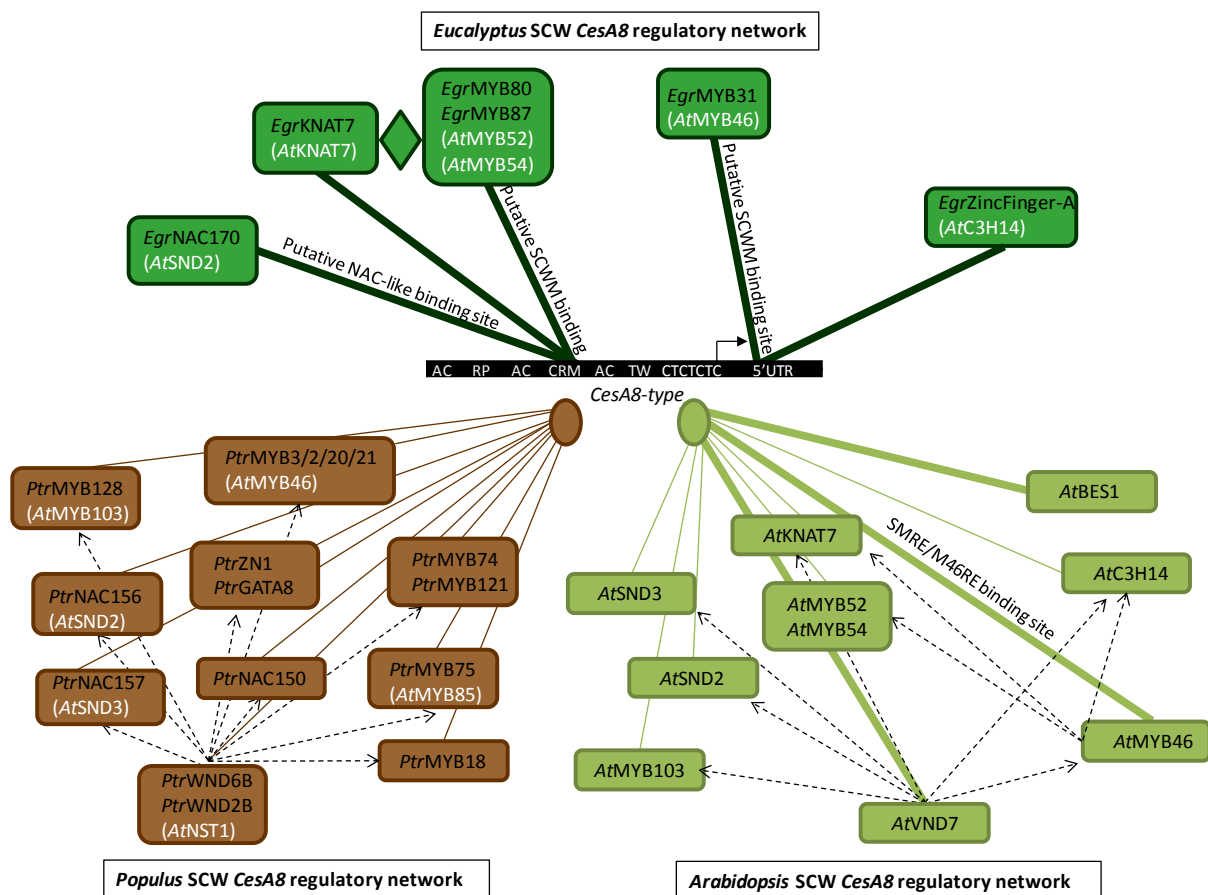 Eucalyptus SCW CesA8 regulatory network
EgrMYB80
EgrMYB87
(AtMYB52)
(AtMYB54)
EgrMYB31
(AtMYB46)
EgrKNAT7
(AtKNAT7)
EgrZincFinger-A
(AtC3H14)
EgrNAC170
(AtSND2)
Putative NAC-like binding site
Putative SCWM binding
Putative SCWM binding site
AC RP AC CRM AC TW CTCTCTC 5'UTR
CesA8-type
PtrMYB3/2/20/21
(AtMYB46)
PtrMYB128
(AtMYB103)
PtrZN1
PtrGATA8
PtrMYB74
PtrMYB121
PtrNAC156
(AtSND2)
PtrNAC157
(AtSND3)
PtrNAC150
PtrMYB75
(AtMYB85)
PtrMYB18
PtrWND6B
PtrWND2B
(AtNST1)
Populus SCW CesA8 regulatory network
AtBES1
AtKNAT7
SMRE/M46RE binding site
AtC3H14
AtSND3
AtMYB52
AtMYB54
AtSND2
AtMYB46
AtMYB103
AtVND7
Arabidopsis SCW CesA8 regulatory network